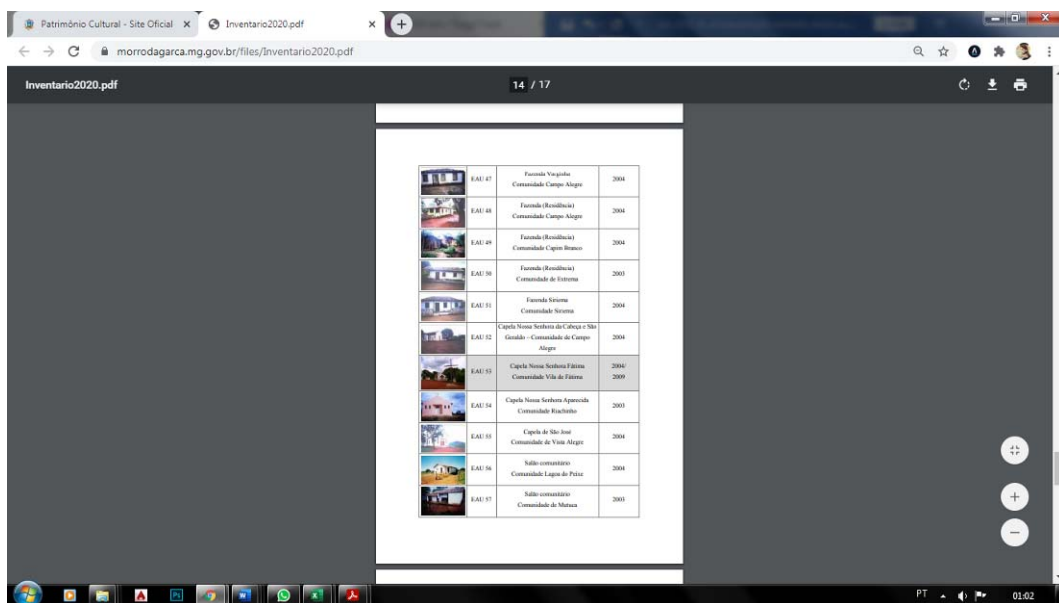 Patrimônio Cultural - Site Oficial
Inventario2020.pdf
morrodagarca.mg.gov.br/files/Inventario2020.pdf
Inventario2020.pdf
14 / 17
EAU 47
Fazenda Varginha
Comunidade Campo Alegre
2004
EAU 48
Fazenda (Residência)
Comunidade Campo Alegre
2004
EAU 49
Fazenda (Residência)
Comunidade Capim Branco
2004
EAU 50
Fazenda (Residência)
Comunidade de Extrema
2003
EAU 51
Fazenda Siriema
Comunidade Siriema
2004
EAU 52
Capela Nossa Senhora da Cabeça e São
Geraldo – Comunidade de Campo
Alegre
2004
EAU 53
Capela Nossa Senhora Fátima
Comunidade Vila de Fátima
2004/
2009
EAU 54
Capela Nossa Senhora Aparecida
Comunidade Riachinho
2003
EAU 55
Capela de São José
Comunidade de Vista Alegre
2004
EAU 56
Salão comunitário
Comunidade Lagoa do Peixe
2004
EAU 57
Salão comunitário
Comunidade de Mutuca
2003
PT
01:02